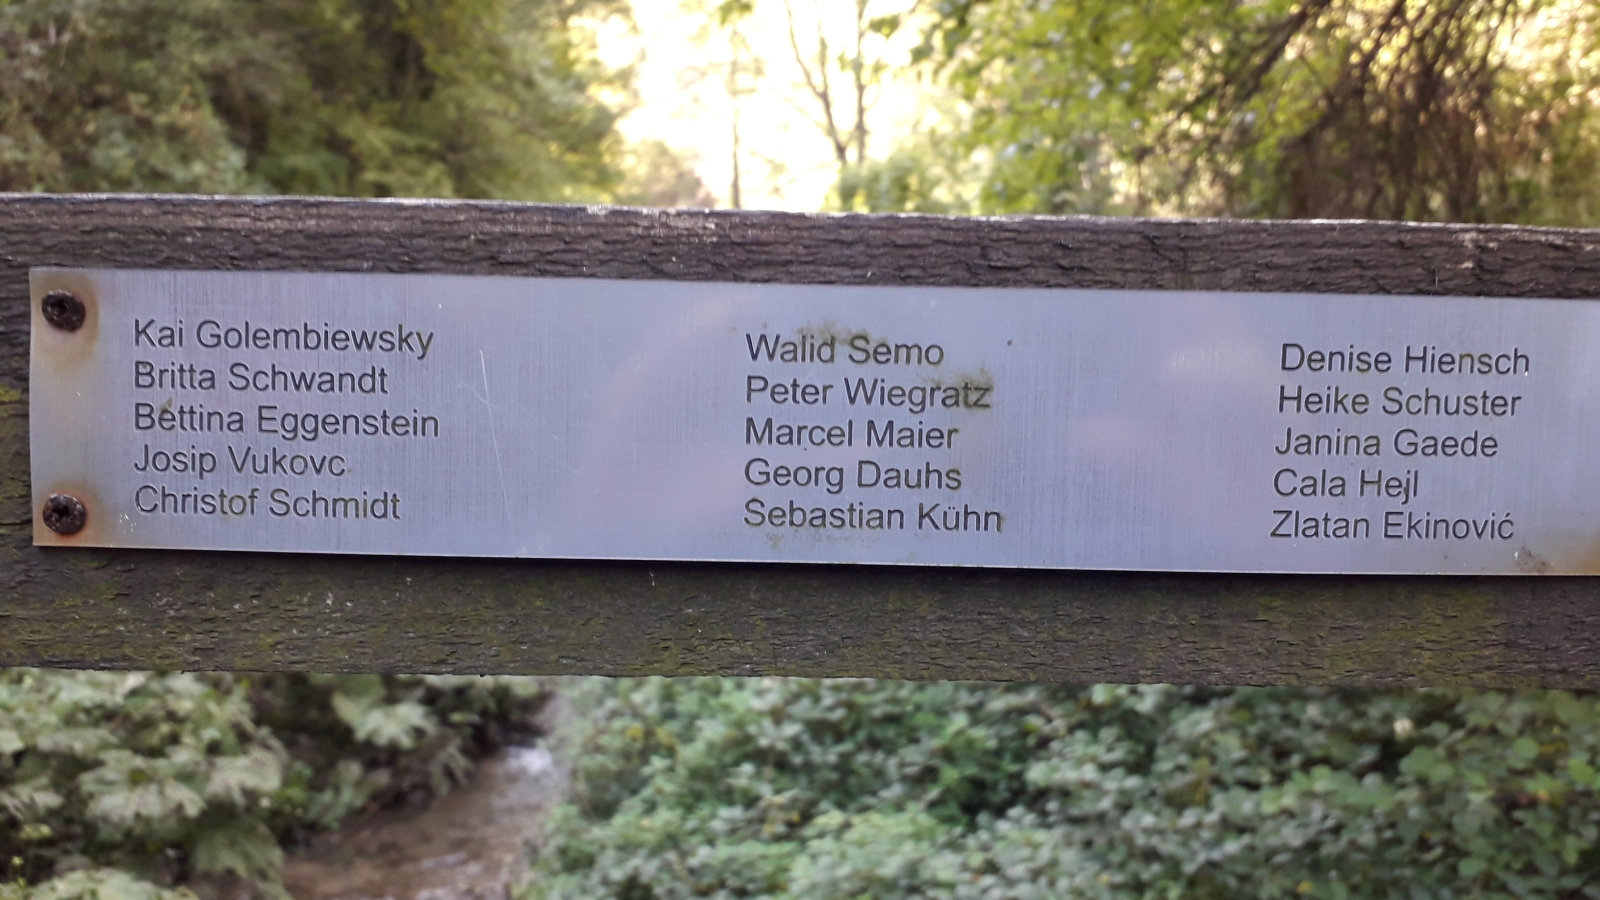 Kai Golembiewsky
Britta Schwandt
Bettina Eggenstein
Josip Vukovc
Christof Schmidt
Walid Semo
Peter Wiegratz
Marcel Maier
Georg Dauhs
Sebastian Kühn
Denise Hiensch
Heike Schuster
Janina Gaede
Cala Hejl
Zlatan Ekinović